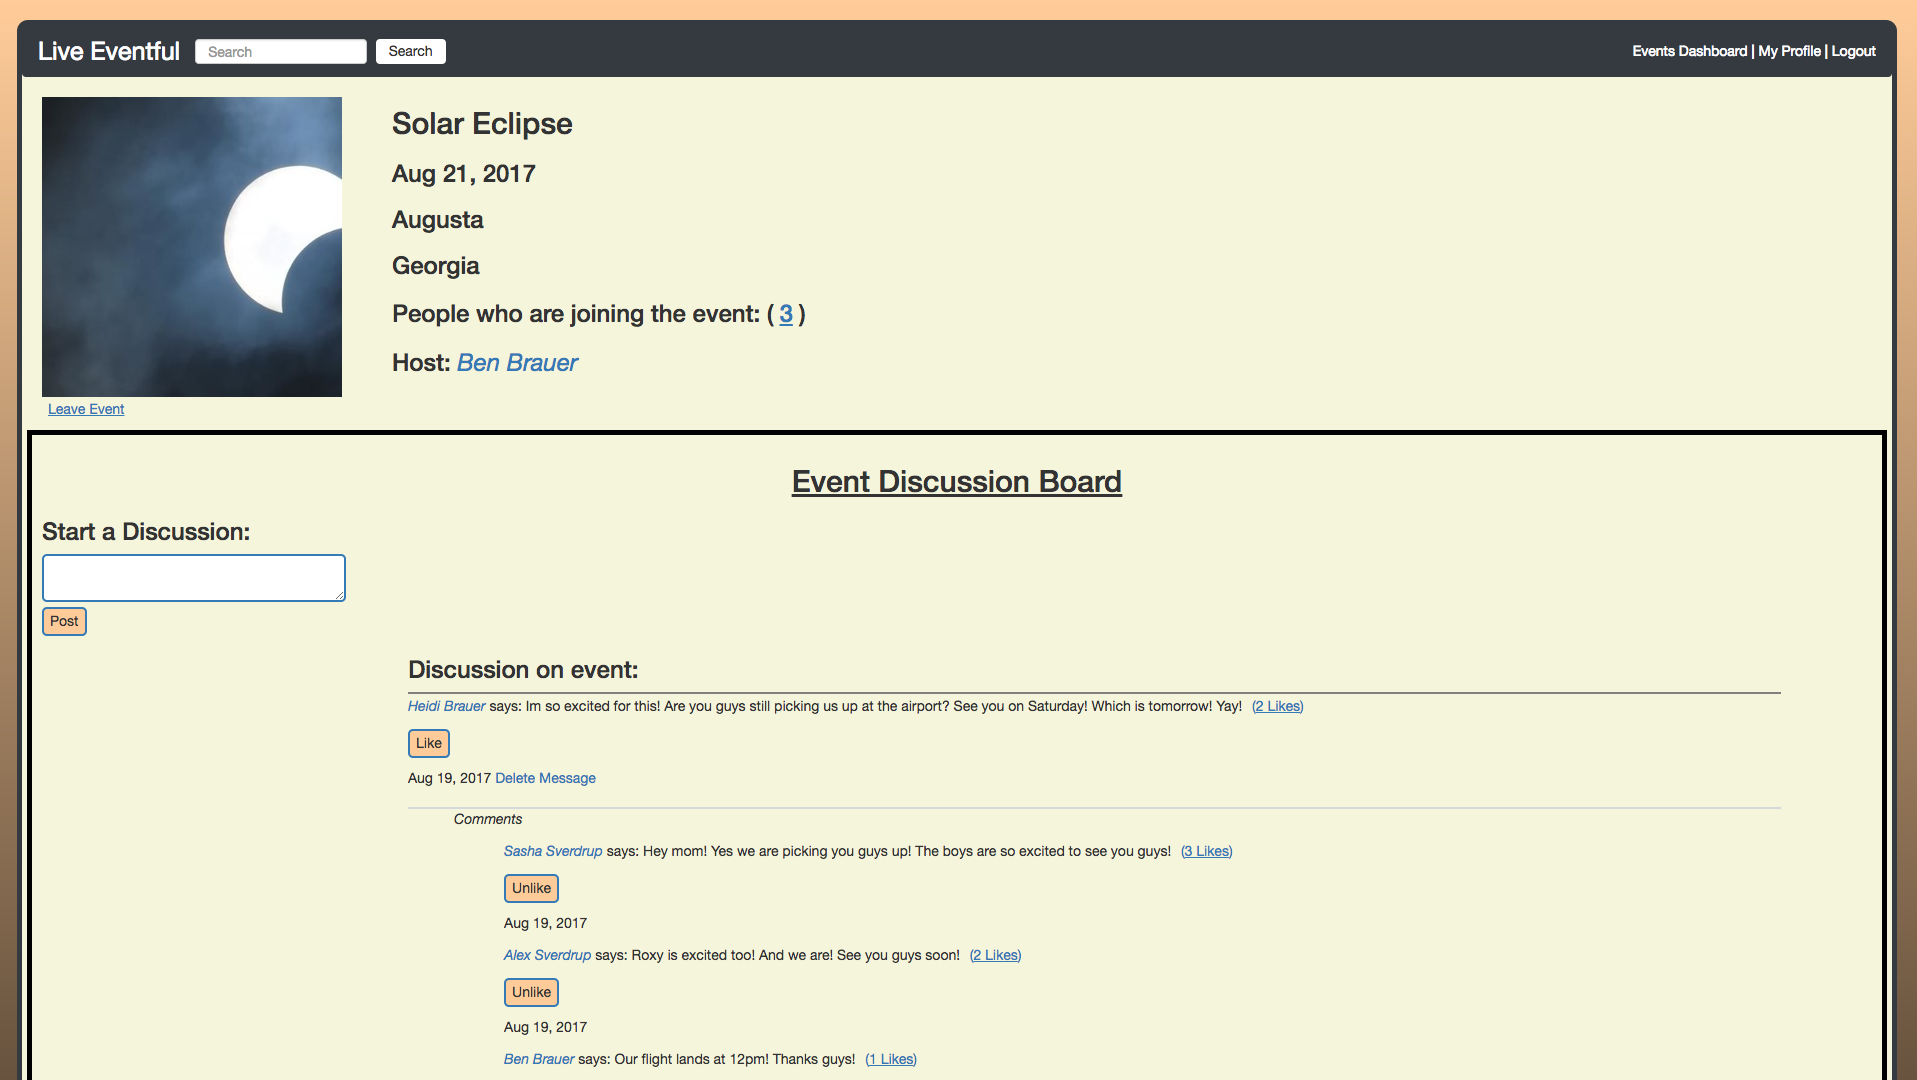 Live Eventful Search Search Events Dashboard | My Profile | Logout
Solar Eclipse
Aug 21, 2017
Augusta
Georgia
People who are joining the event: ( 3 )
Host: Ben Brauer
Leave Event
Event Discussion Board
Start a Discussion:
Post
Discussion on event:
Heidi Brauer says: Im so excited for this! Are you guys still picking us up at the airport? See you on Saturday! Which is tomorrow! Yay! (2 Likes)
Like
Aug 19, 2017 Delete Message
Comments
Sasha Sverdrup says: Hey mom! Yes we are picking you guys up! The boys are so excited to see you guys! (3 Likes)
Unlike
Aug 19, 2017
Alex Sverdrup says: Roxy is excited too! And we are! See you guys soon! (2 Likes)
Unlike
Aug 19, 2017
Ben Brauer says: Our flight lands at 12pm! Thanks guys! (1 Likes)